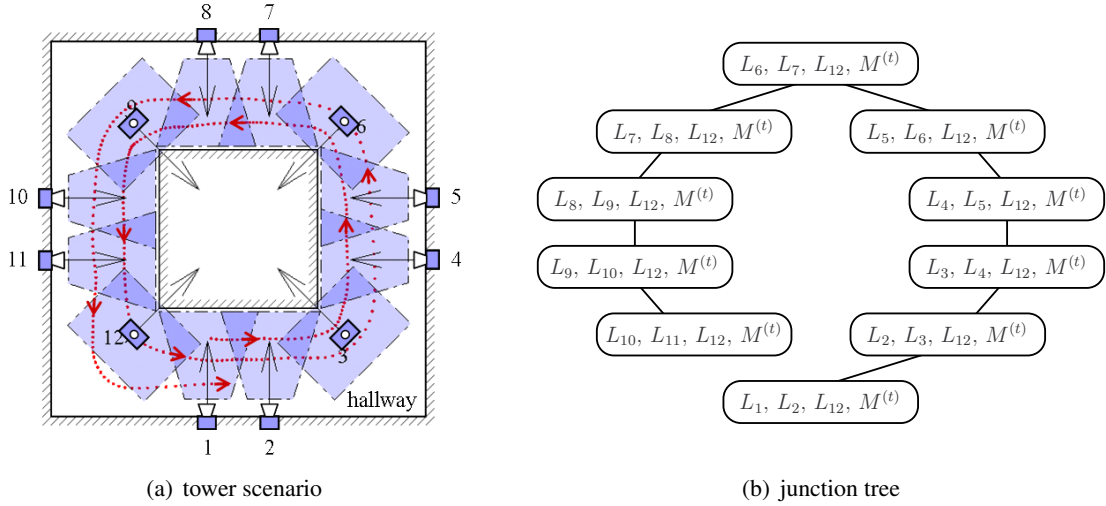 8 7
9 6
10 5
11 4
12 3
hallway
1 2
(a) tower scenario
L₆, L₇, L₁₂, M⁽ᵗ⁾
L₇, L₈, L₁₂, M⁽ᵗ⁾ L₅, L₆, L₁₂, M⁽ᵗ⁾
L₈, L₉, L₁₂, M⁽ᵗ⁾ L₄, L₅, L₁₂, M⁽ᵗ⁾
L₉, L₁₀, L₁₂, M⁽ᵗ⁾ L₃, L₄, L₁₂, M⁽ᵗ⁾
L₁₀, L₁₁, L₁₂, M⁽ᵗ⁾ L₂, L₃, L₁₂, M⁽ᵗ⁾
L₁, L₂, L₁₂, M⁽ᵗ⁾
(b) junction tree